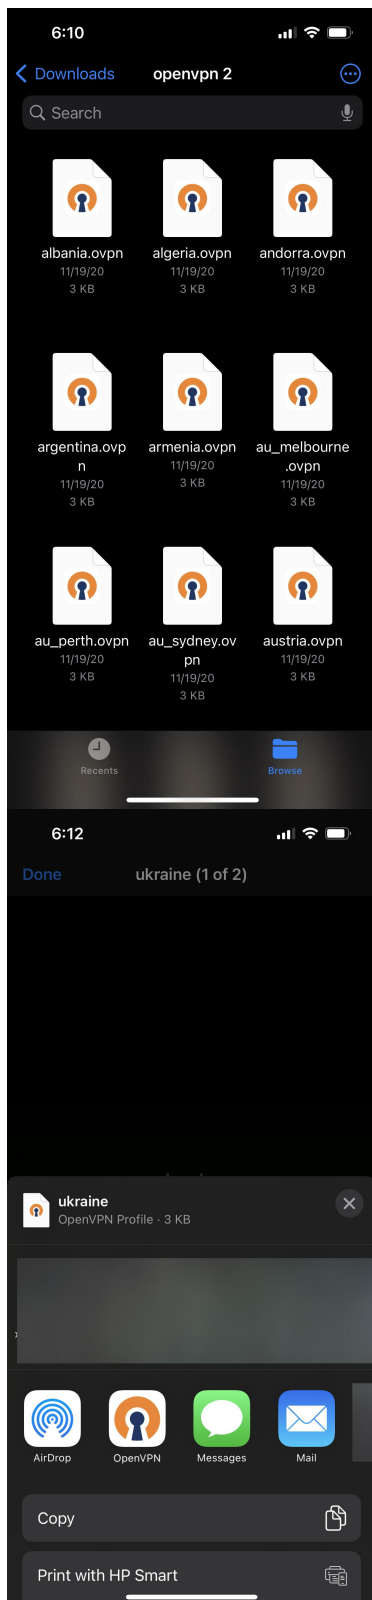 6:10
Downloads
openvpn 2
Search
albania.ovpn
algeria.ovpn
andorra.ovpn
11/19/20
11/19/20
11/19/20
3 KB
3 KB
3 KB
argentina.ovp
armenia.ovpn
au_melbourne
n
11/19/20
.ovpn
11/19/20
3 KB
11/19/20
3 KB
3 KB
au_perth.ovpn
au_sydney.ov
austria.ovpn
11/19/20
pn
11/19/20
3 KB
11/19/20
3 KB
3 KB
Recents
Browse
6:12
Done
ukraine (1 of 2)
ukraine
OpenVPN Profile · 3 KB
AirDrop
OpenVPN
Messages
Mail
Copy
Print with HP Smart